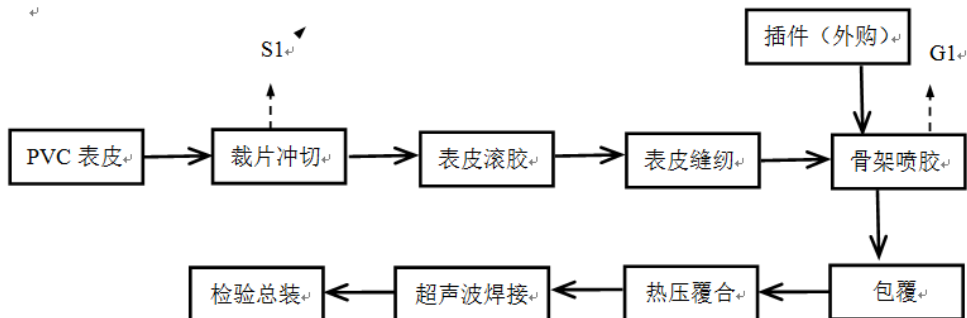 S1
插件（外购）
G1
PVC 表皮
裁片冲切
表皮滚胶
表皮缝纫
骨架喷胶
检验总装
超声波焊接
热压覆合
包覆